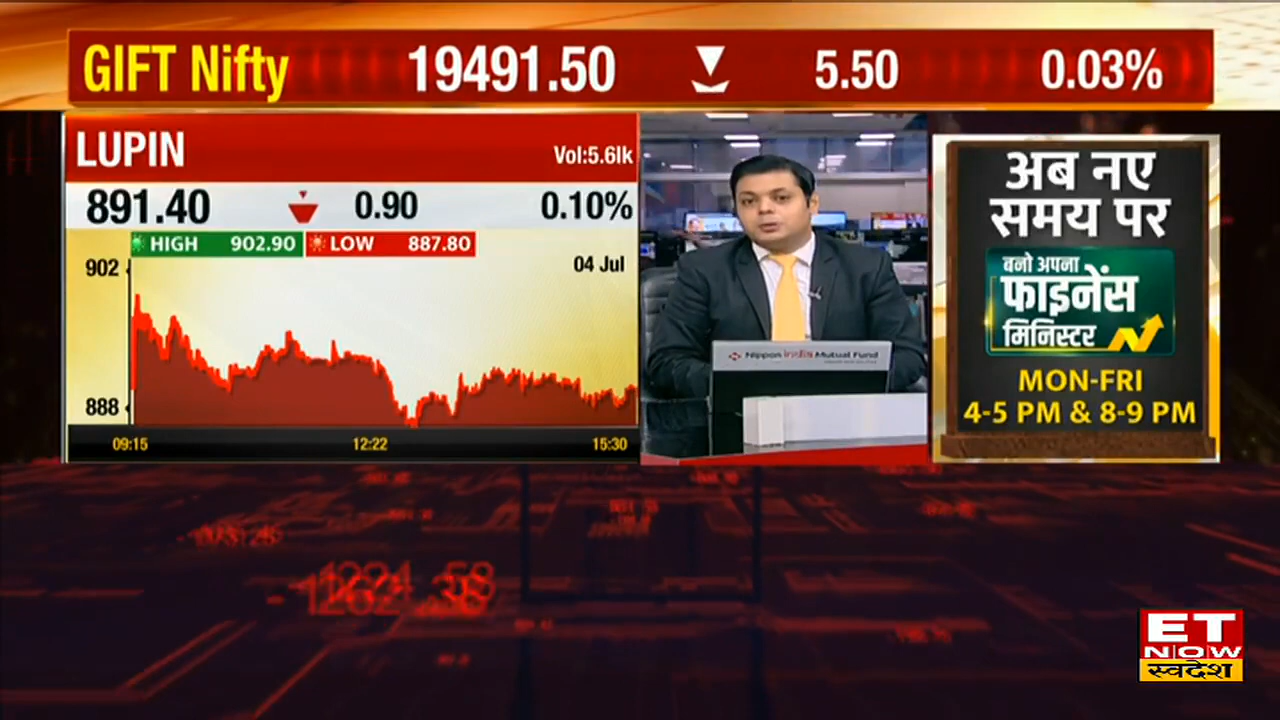 GIFT Nifty 19491.50 5.50 0.03%
LUPIN Vol:5.6lk
891.40 0.90 0.10%
HIGH 902.90 LOW 887.80
04 Jul
902
888
09:15 12:22 15:30
Nippon india Mutual Fund
अब नए
समय पर
बनो अपना
फाइनेंस
मिनिस्टर
MON-FRI
4-5 PM & 8-9 PM
ET
NOW
स्वदेश